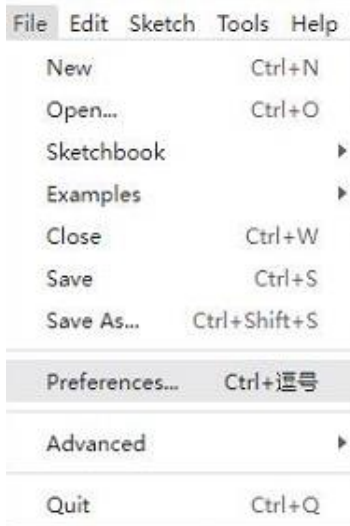 File Edit Sketch Tools Help
New Ctrl+N
Open... Ctrl+O
Sketchbook
Examples
Close Ctrl+W
Save Ctrl+S
Save As... Ctrl+Shift+S
Preferences... Ctrl+逗号
Advanced
Quit Ctrl+Q